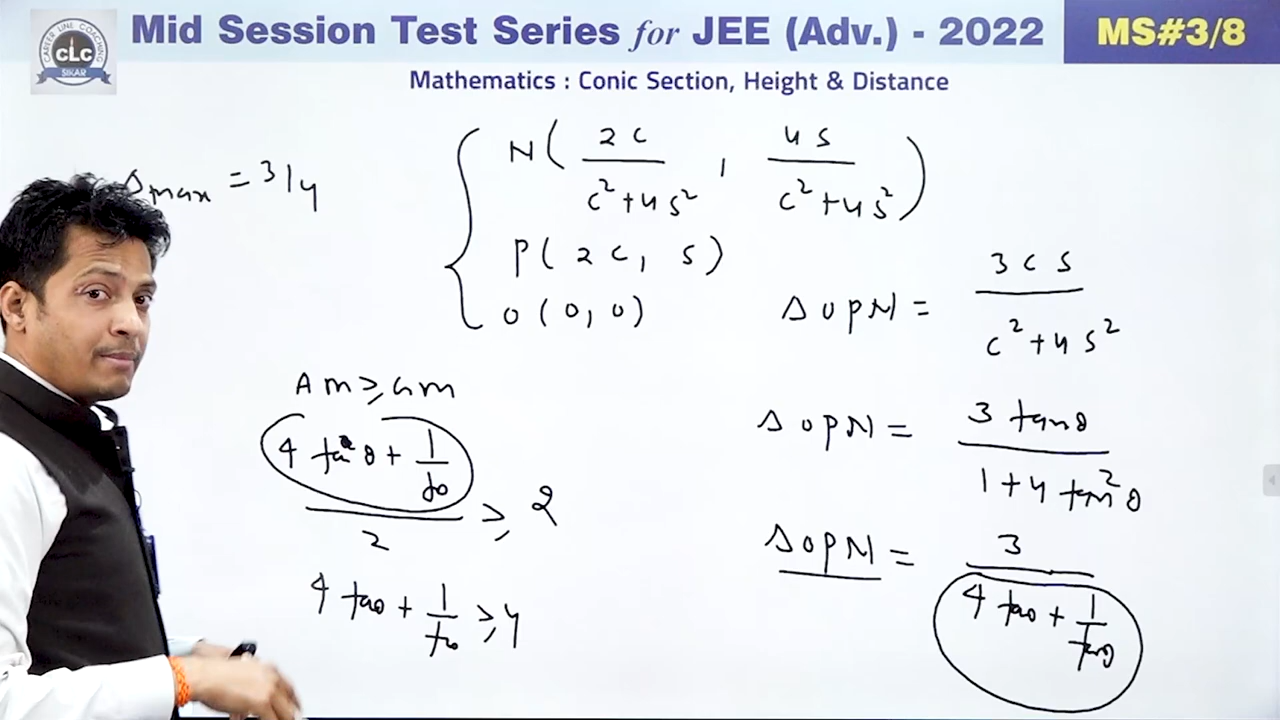 CAREER LINE COACHING
CLC
SIKAR
Mid Session Test Series for JEE (Adv.) - 2022
MS#3/8
Mathematics : Conic Section, Height & Distance
Δmax = 3/4
N( 2c / c²+4s² , 4s / c²+4s² )
P( 2c, s )
O (0, 0)
ΔOPN = 3cs / c²+4s²
ΔOPN = 3 tanθ / 1+4 tan²θ
ΔOPN = 3 / 4 tanθ + 1/tanθ
AM ≥ GM
4 tanθ + 1/tanθ / 2 ≥ 2
4 tanθ + 1/tanθ ≥ 4